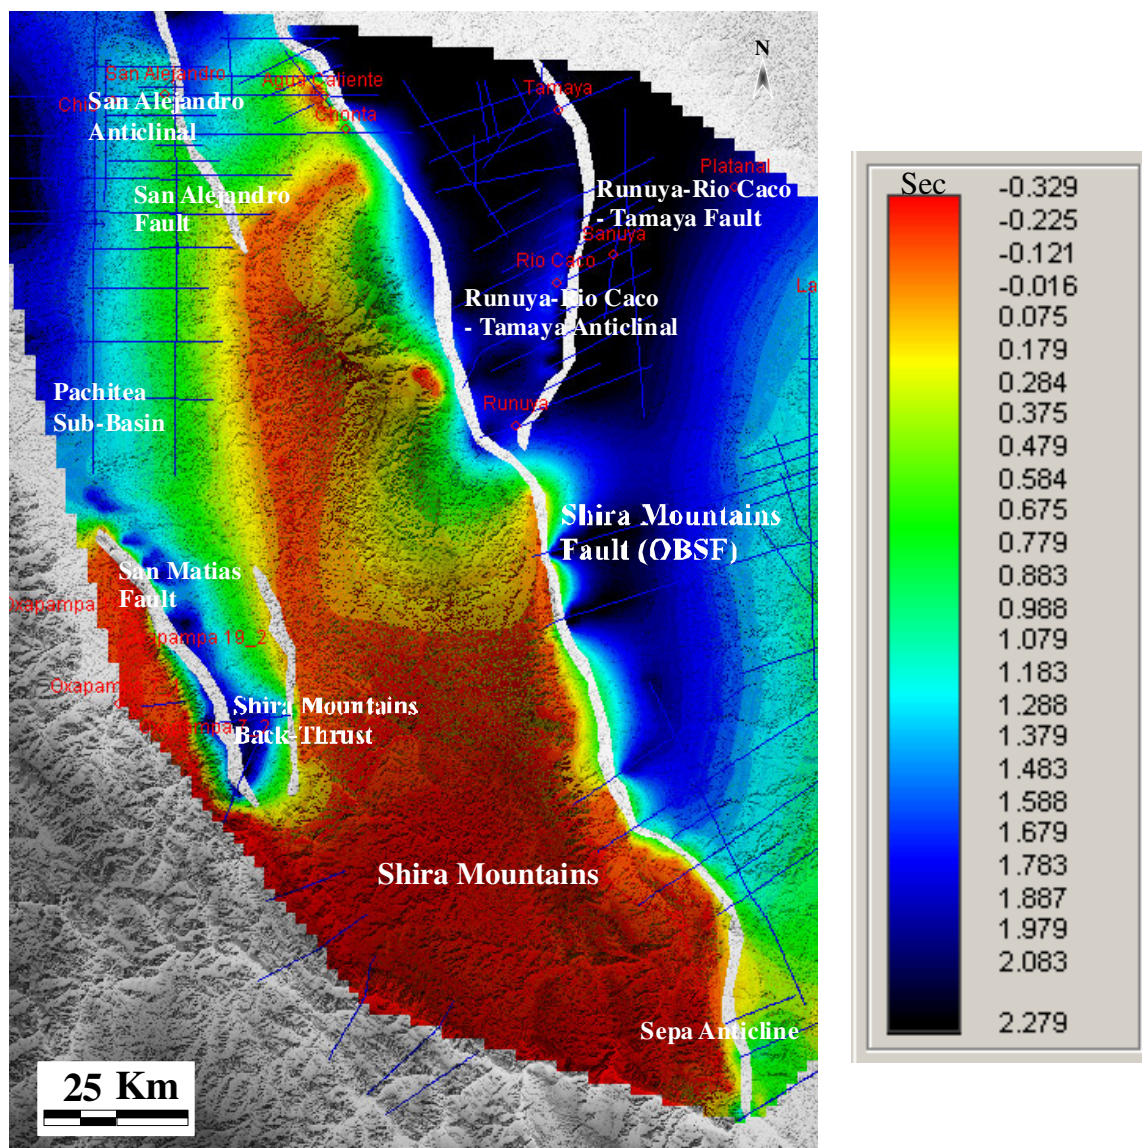 N
San Alejandro
Agua Caliente
San Alejandro
Anticlinal
Chonta
Tamaya
Platanal
San Alejandro
Fault
Runuya-Rio Caco
- Tamaya Fault
Sanuya
Rio Caco
Runuya-Rio Caco
- Tamaya Anticlinal
Pachitea
Sub-Basin
Runuya
Shira Mountains
Fault (OBSF)
San Matias
Fault
Shira Mountains
Back-Thrust
Shira Mountains
Sepa Anticline
25 Km
Sec
-0.329
-0.225
-0.121
-0.016
0.075
0.179
0.284
0.375
0.479
0.584
0.675
0.779
0.883
0.988
1.079
1.183
1.288
1.379
1.483
1.588
1.679
1.783
1.887
1.979
2.083
2.279